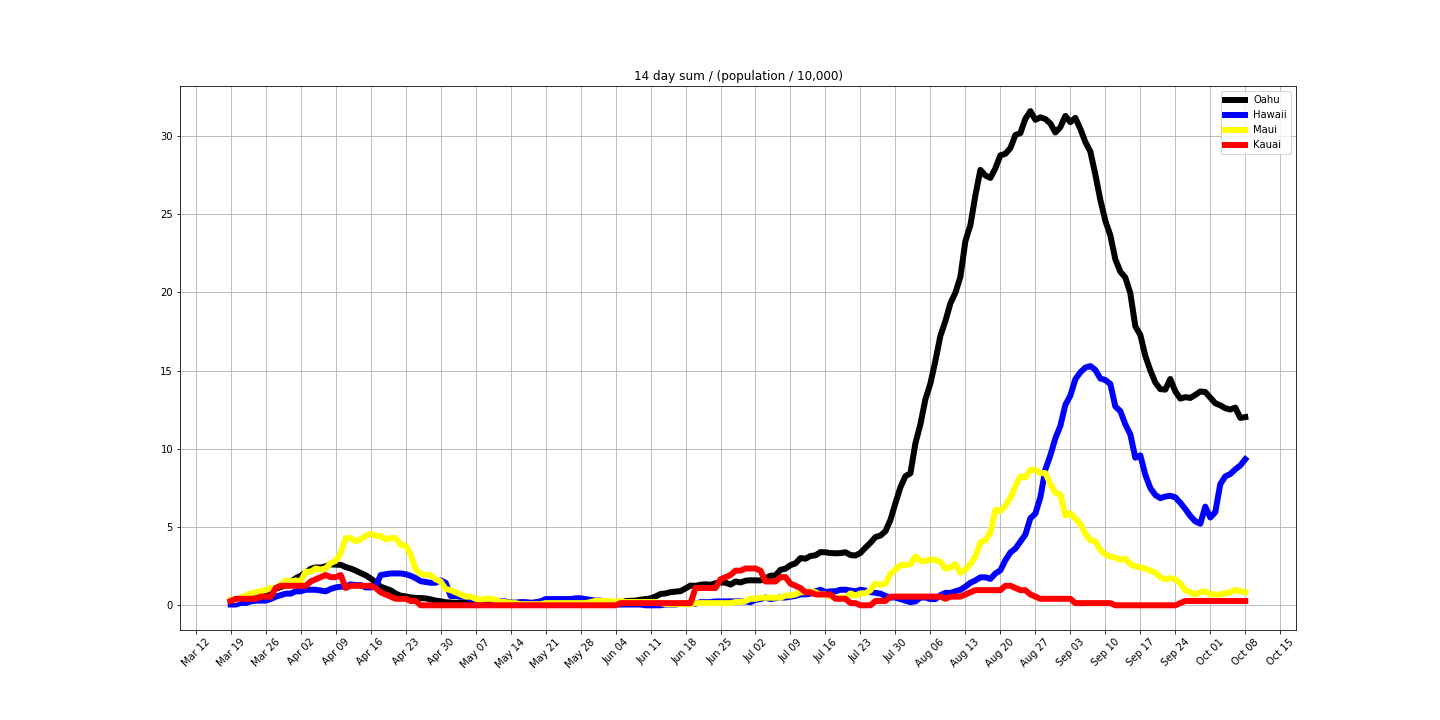 14 day sum / (population / 10,000)
Oahu
Hawaii
Maui
Kauai
30
25
20
15
10
5
0
Mar 12
Mar 19
Mar 26
Apr 02
Apr 09
Apr 16
Apr 23
Apr 30
May 07
May 14
May 21
May 28
Jun 04
Jun 11
Jun 18
Jun 25
Jul 02
Jul 09
Jul 16
Jul 23
Jul 30
Aug 06
Aug 13
Aug 20
Aug 27
Sep 03
Sep 10
Sep 17
Sep 24
Oct 01
Oct 08
Oct 15